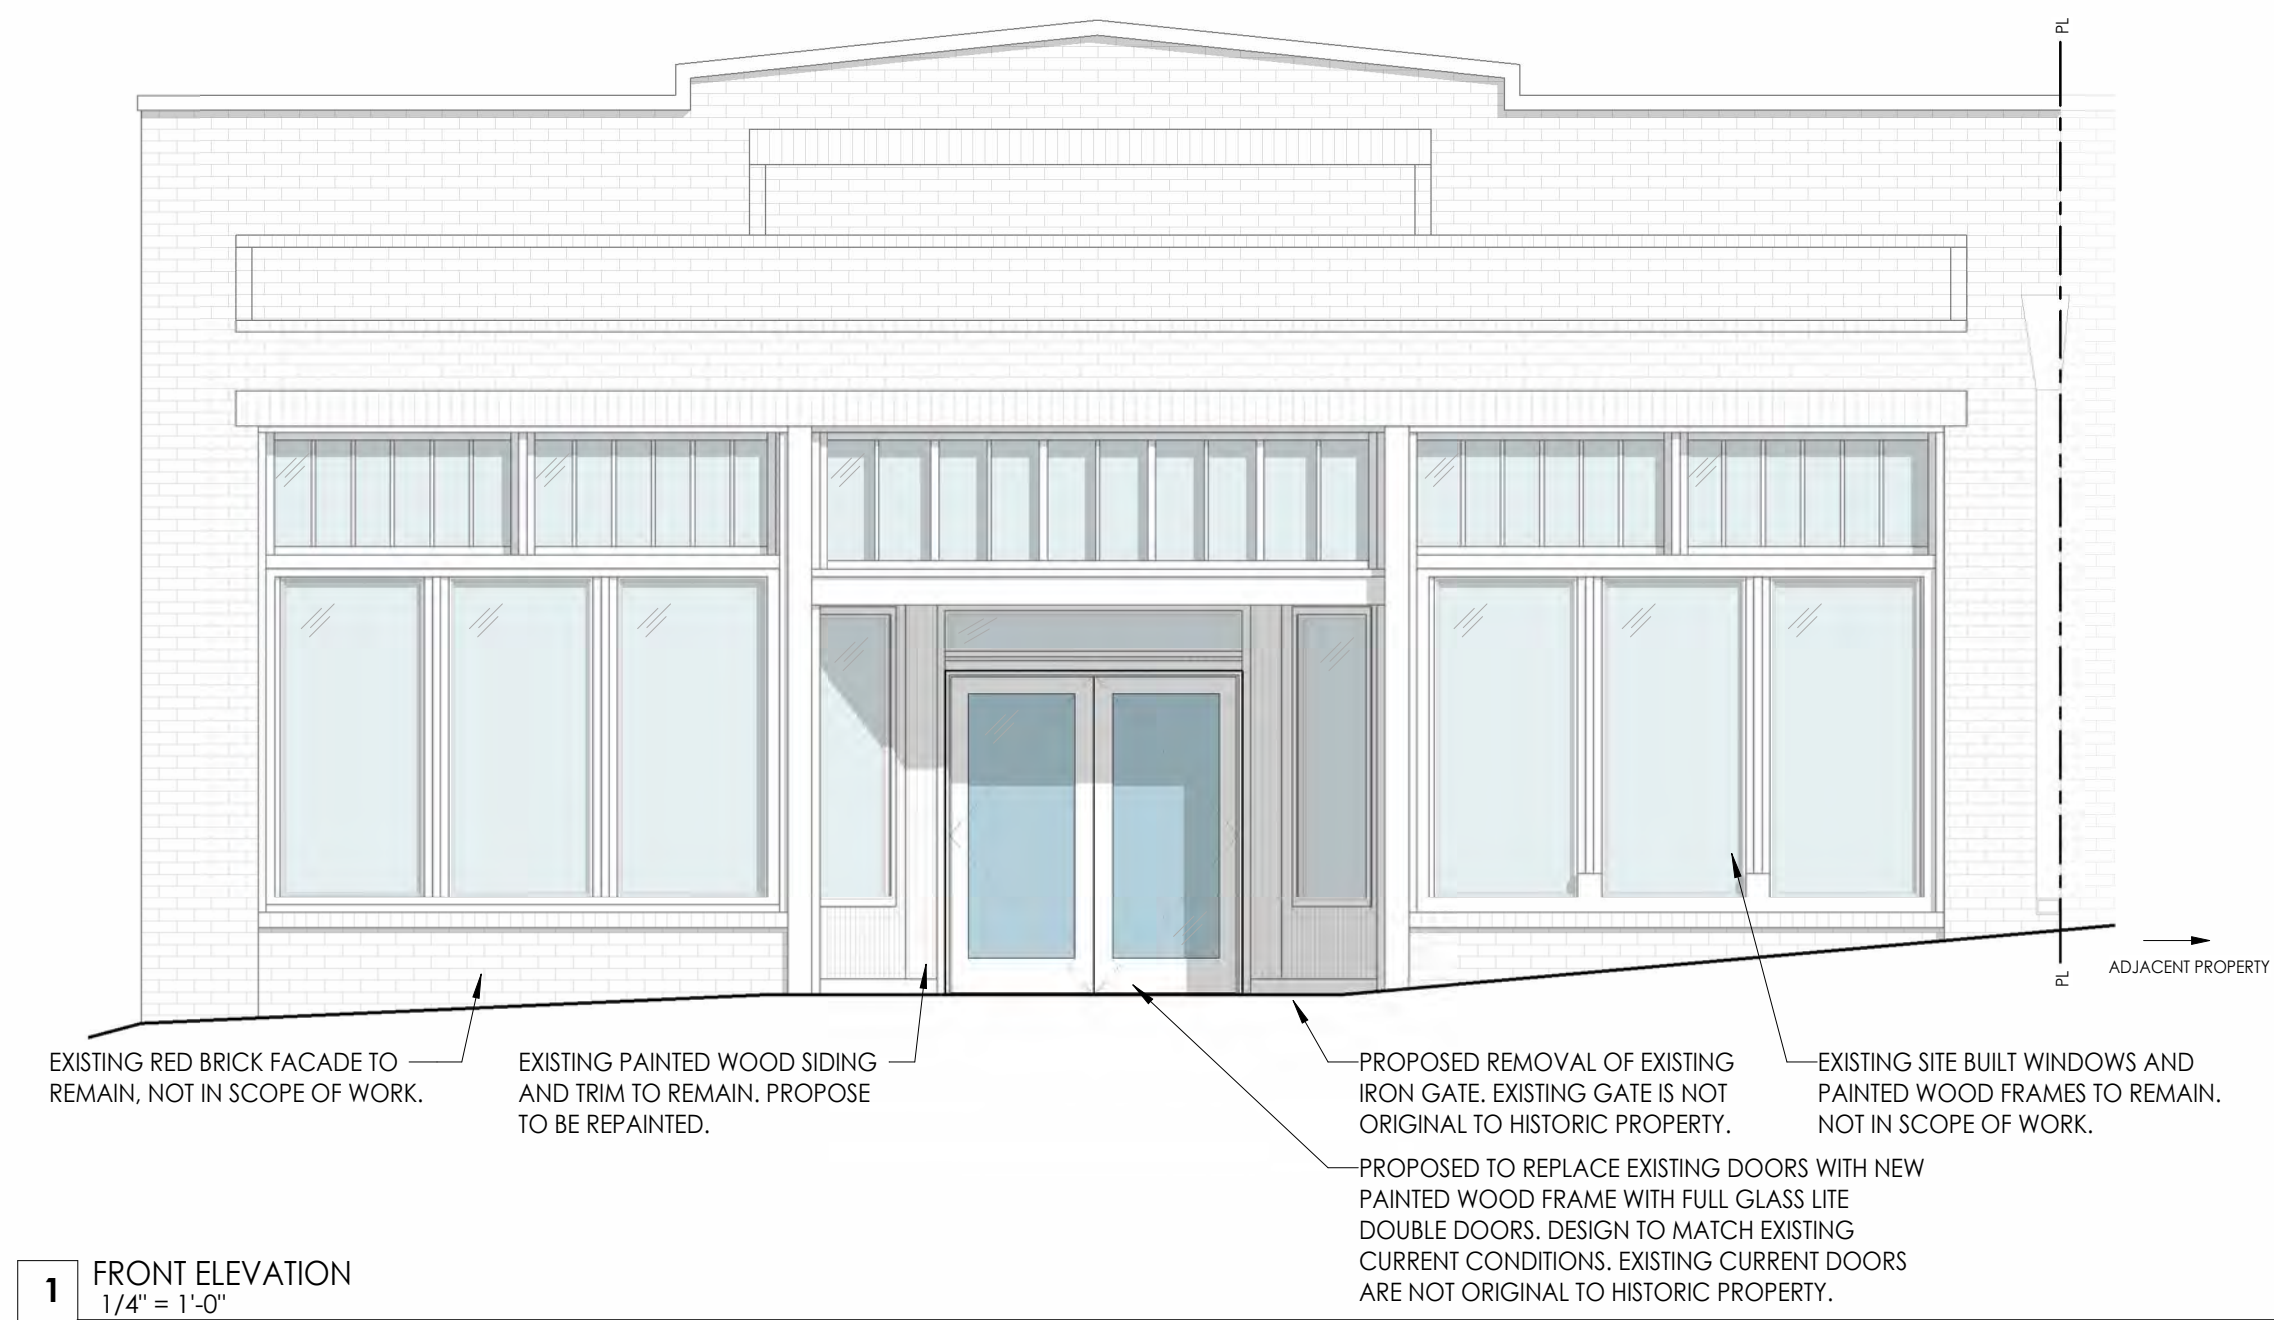 PL
PL
ADJACENT PROPERTY
EXISTING RED BRICK FACADE TO
REMAIN, NOT IN SCOPE OF WORK.
EXISTING PAINTED WOOD SIDING
AND TRIM TO REMAIN. PROPOSE
TO BE REPAINTED.
PROPOSED REMOVAL OF EXISTING
IRON GATE. EXISTING GATE IS NOT
ORIGINAL TO HISTORIC PROPERTY.
EXISTING SITE BUILT WINDOWS AND
PAINTED WOOD FRAMES TO REMAIN.
NOT IN SCOPE OF WORK.
PROPOSED TO REPLACE EXISTING DOORS WITH NEW
PAINTED WOOD FRAME WITH FULL GLASS LITE
DOUBLE DOORS. DESIGN TO MATCH EXISTING
CURRENT CONDITIONS. EXISTING CURRENT DOORS
ARE NOT ORIGINAL TO HISTORIC PROPERTY.
1
FRONT ELEVATION
1/4" = 1'-0"